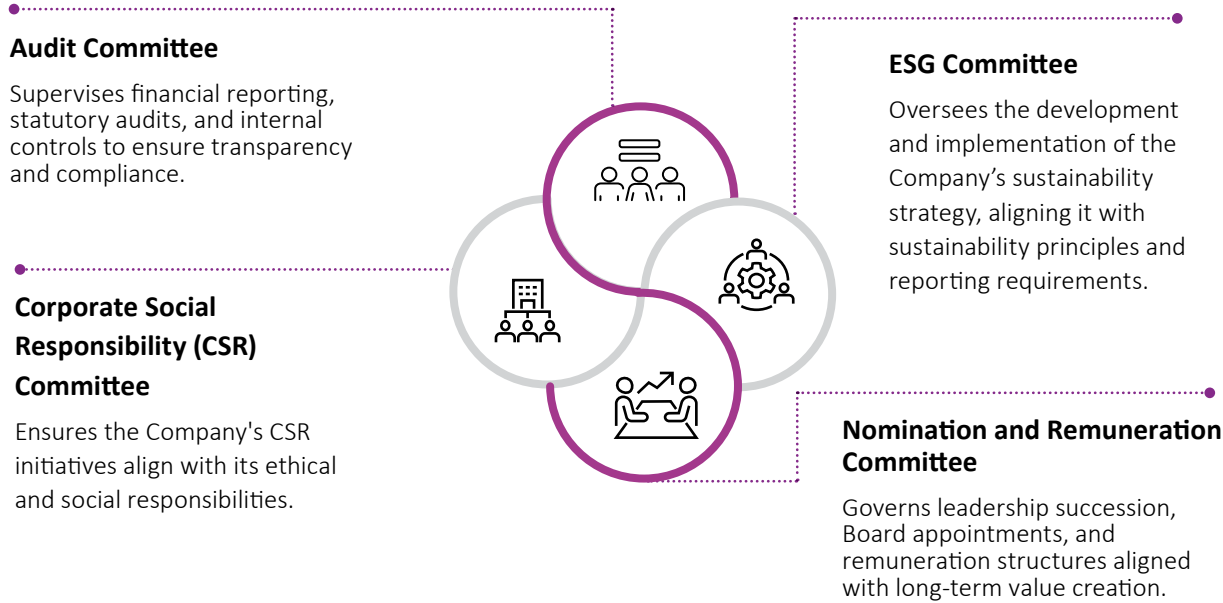 Audit Committee
Supervises financial reporting,
statutory audits, and internal
controls to ensure transparency
and compliance.
Corporate Social
Responsibility (CSR)
Committee
Ensures the Company's CSR
initiatives align with its ethical
and social responsibilities.
ESG Committee
Oversees the development
and implementation of the
Company’s sustainability
strategy, aligning it with
sustainability principles and
reporting requirements.
Nomination and Remuneration
Committee
Governs leadership succession,
Board appointments, and
remuneration structures aligned
with long-term value creation.